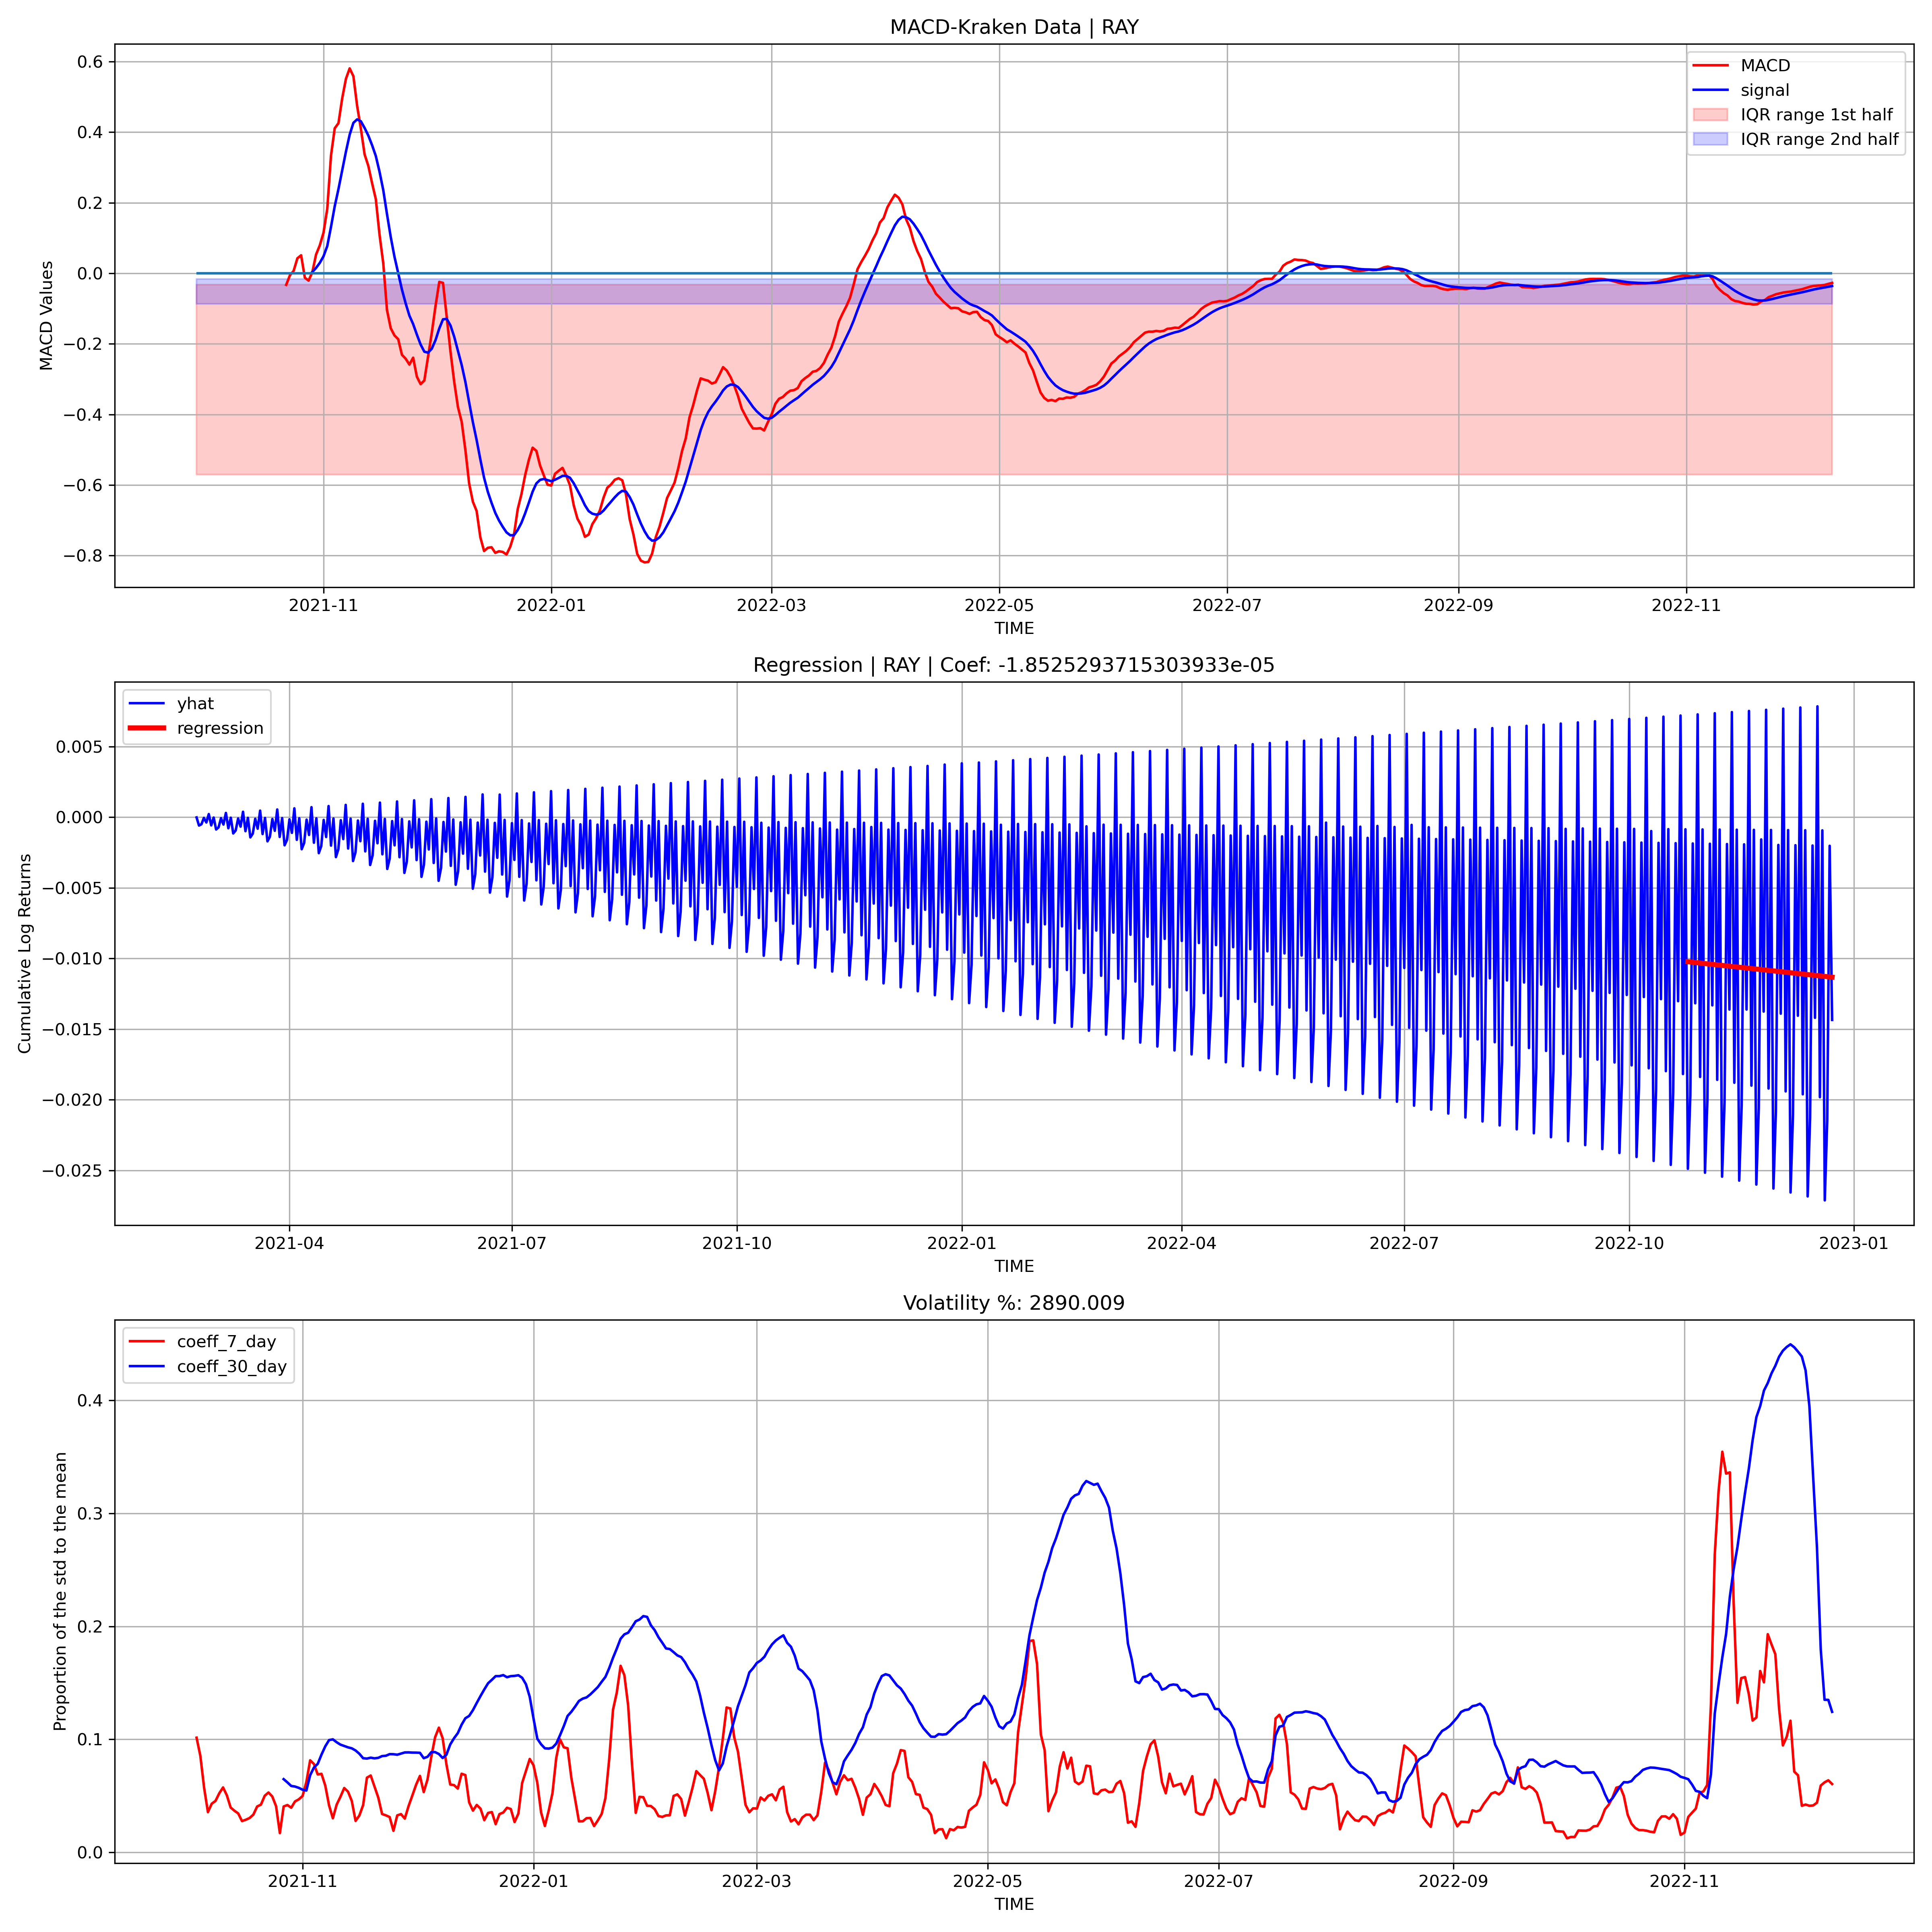 MACD-Kraken Data | RAY
MACD
signal
IQR range 1st half
IQR range 2nd half
MACD Values
0.6
0.4
0.2
0.0
−0.2
−0.4
−0.6
−0.8
2021-11 2022-01 2022-03 2022-05 2022-07 2022-09 2022-11
TIME
Regression | RAY | Coef: -1.8525293715303933e-05
yhat
regression
Cumulative Log Returns
0.005
0.000
−0.005
−0.010
−0.015
−0.020
−0.025
2021-04 2021-07 2021-10 2022-01 2022-04 2022-07 2022-10 2023-01
TIME
Volatility %: 2890.009
coeff_7_day
coeff_30_day
Proportion of the std to the mean
0.4
0.3
0.2
0.1
0.0
2021-11 2022-01 2022-03 2022-05 2022-07 2022-09 2022-11
TIME